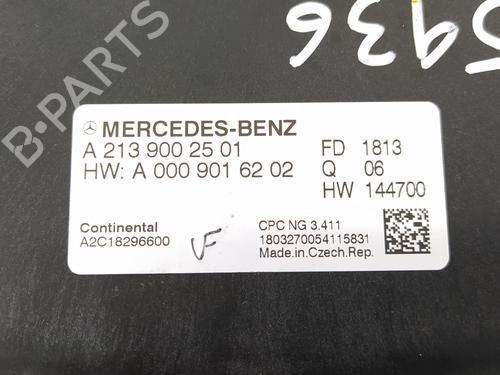 5936
MERCEDES-BENZ
A 213 900 25 01 FD 1813
HW: A 000 901 62 02 Q 06
HW 144700
Continental CPC NG 3.411
A2C18296600 1803270054115831
Made.in.Czech.Rep.
VF
B-PARTS